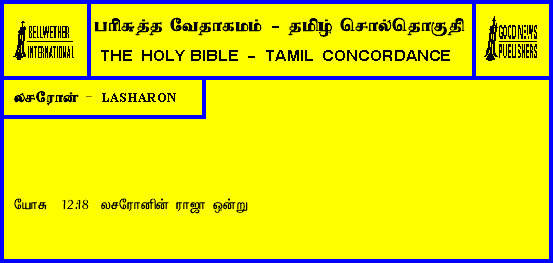 BELLWETHER
INTERNATIONAL
பரிசுத்த வேதாகமம் - தமிழ் சொல்தொகுதி
THE HOLY BIBLE - TAMIL CONCORDANCE
GOOD NEWS
PUBLISHERS
லசரோன் - LASHARON
யோசு 12:18 லசரோனின் ராஜா ஒன்று